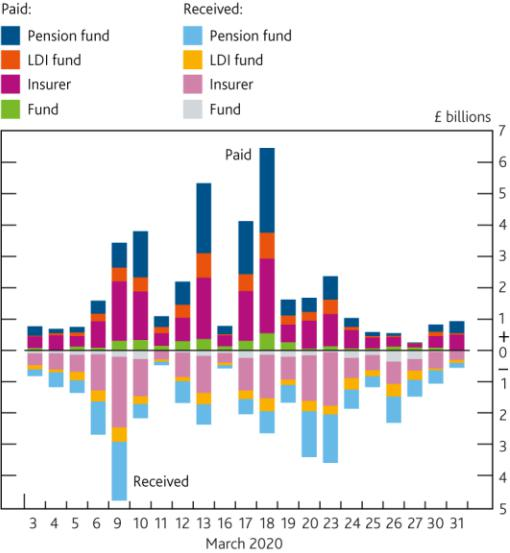 Paid:
Pension fund
LDI fund
Insurer
Fund
Received:
Pension fund
LDI fund
Insurer
Fund
£ billions
7
6
5
4
3
2
1
+
0
–
1
2
3
4
5
Paid
Received
3 4 5 6 9 10 11 12 13 16 17 18 19 20 23 24 25 26 27 30 31
March 2020